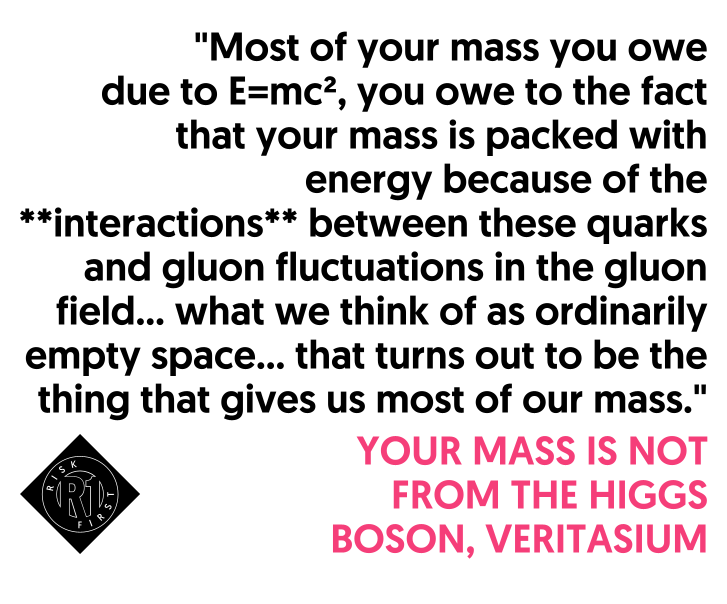 "Most of your mass you owe
due to E=mc², you owe to the fact
that your mass is packed with
energy because of the
**interactions** between these quarks
and gluon fluctuations in the gluon
field... what we think of as ordinarily
empty space... that turns out to be the
thing that gives us most of our mass."
YOUR MASS IS NOT
FROM THE HIGGS
BOSON, VERITASIUM
RISK
R1
FIRST